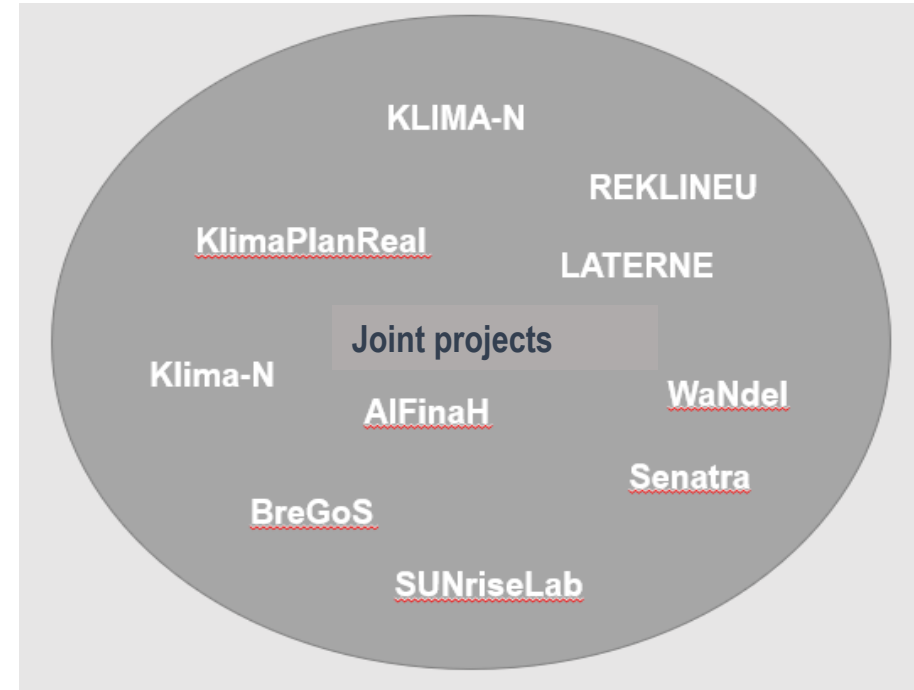 KLIMA-N
REKLINEU
KlimaPlanReal
LATERNE
Joint projects
Klima-N
WaNdel
AlFinaH
Senatra
BreGoS
SUNriseLab